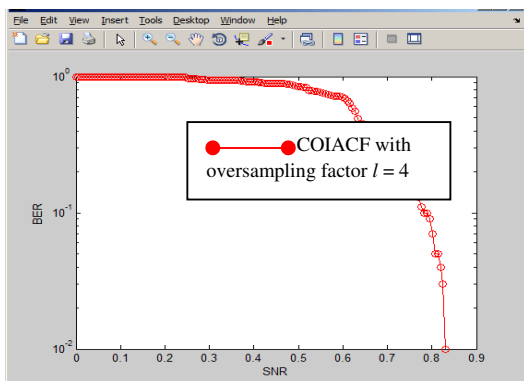 File Edit View Insert Tools Desktop Window Help
10^0
COIACF with
oversampling factor l = 4
10^-1
BER
10^-2
0 0.1 0.2 0.3 0.4 0.5 0.6 0.7 0.8 0.9
SNR